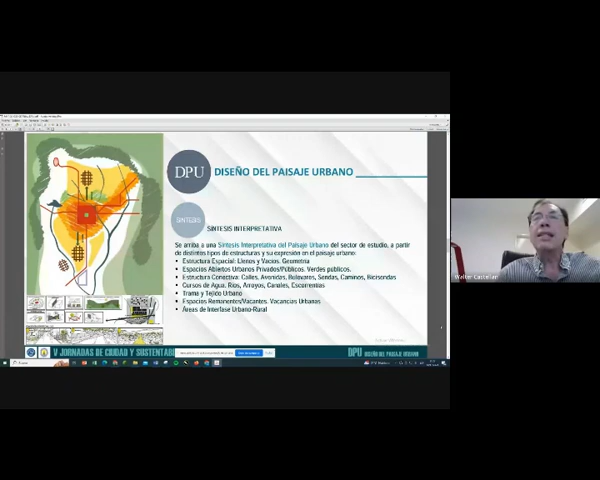 DPU
DISEÑO DEL PAISAJE URBANO
SINTESIS
SINTESIS INTERPRETATIVA
Se arriba a una Síntesis Interpretativa del Paisaje Urbano del sector de estudio, a partir
de distintos tipos de estructuras y su expresión en el paisaje urbano:
• Estructura Espacial: Llenos y Vacíos. Geometría
• Espacios Abiertos Urbanos Privados/Públicos. Verdes públicos.
• Estructura Conectiva: Calles, Avenidas, Bulevares, Sendas, Caminos, Bicisendas
• Cursos de Agua, Ríos, Arroyos, Canales, Escorrentías
• Trama y Tejido Urbano
• Espacios Remanentes/Vacantes. Vacancias Urbanas
• Áreas de Interfase Urbano-Rural
V JORNADAS DE CIUDAD Y SUSTENTAB
DPU DISEÑO DEL PAISAJE URBANO
Walter Castellan